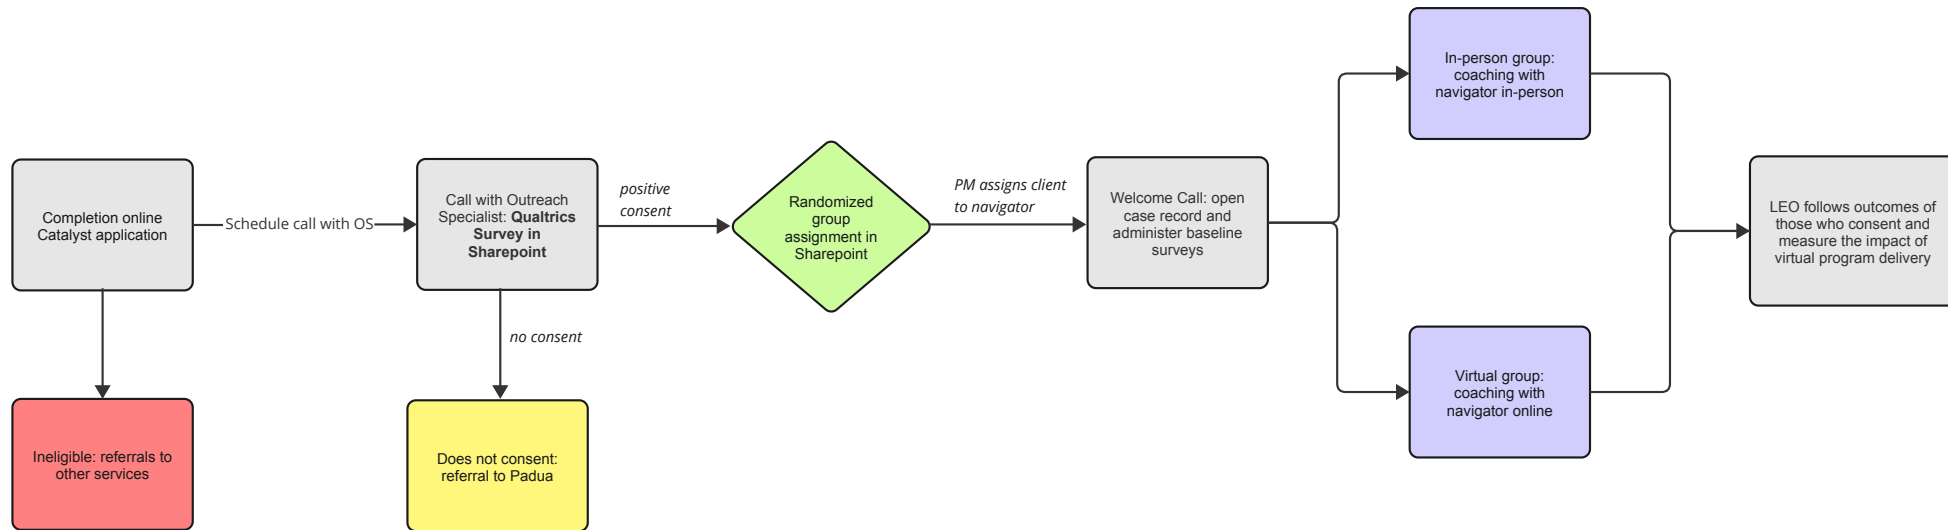 Completion online
Catalyst application
Schedule call with OS
Call with Outreach
Specialist: Qualtrics
Survey in
Sharepoint
positive
consent
Randomized
group
assignment in
Sharepoint
PM assigns client
to navigator
Welcome Call: open
case record and
administer baseline
surveys
In-person group:
coaching with
navigator in-person
LEO follows outcomes of
those who consent and
measure the impact of
virtual program delivery
Virtual group:
coaching with
navigator online
no consent
Ineligible: referrals to
other services
Does not consent:
referral to Padua